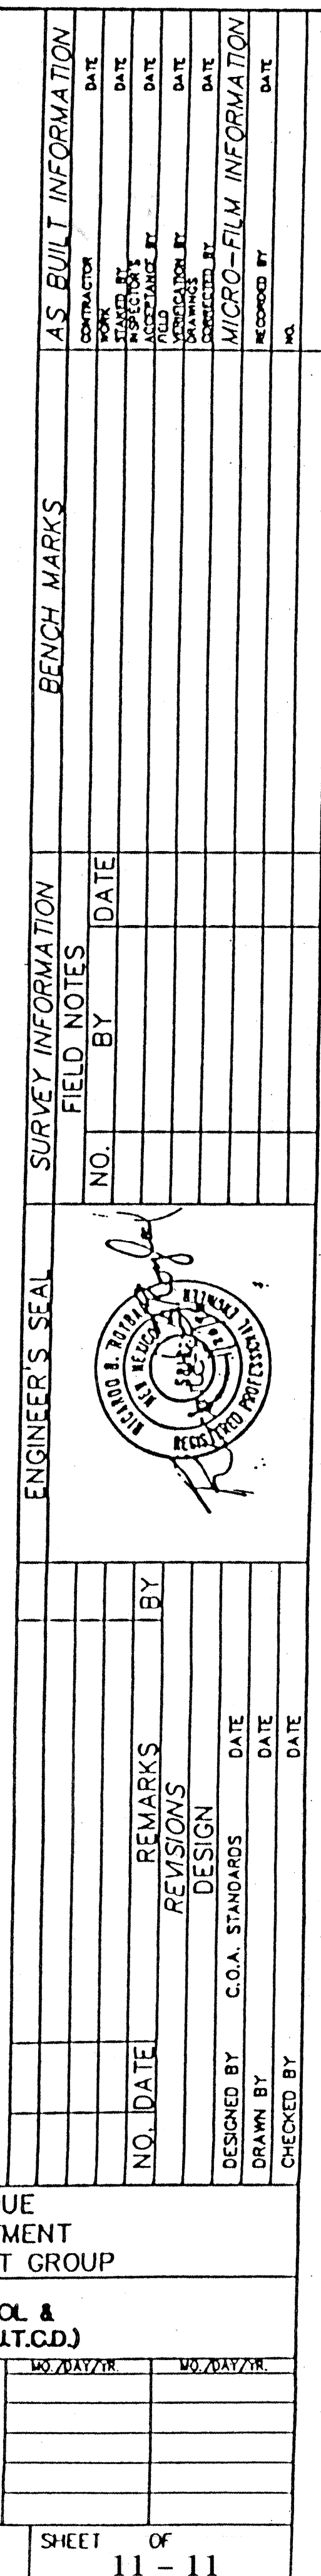 AS BUILT INFORMATION
CONTRACTOR DATE
WORK
STAKED BY DATE
INSPECTOR'S
ACCEPTANCE BY DATE
FIELD
VERIFICATION BY DATE
DRAWINGS
CORRECTED BY DATE
MICRO-FILM INFORMATION
RECORDED BY DATE
NO.
BENCH MARKS
SURVEY INFORMATION
FIELD NOTES
NO. BY DATE
ENGINEER'S SEAL
RICARDO B. ROYBAL
NEW MEXICO
REGISTERED PROFESSIONAL ENGINEER
NO. DATE REMARKS BY
REVISIONS
DESIGN
DESIGNED BY C.O.A. STANDARDS DATE
DRAWN BY DATE
CHECKED BY DATE
UE
MENT
T GROUP
OL &
.T.C.D.)
MO./DAY/YR. MO./DAY/YR.
SHEET OF
11 – 11